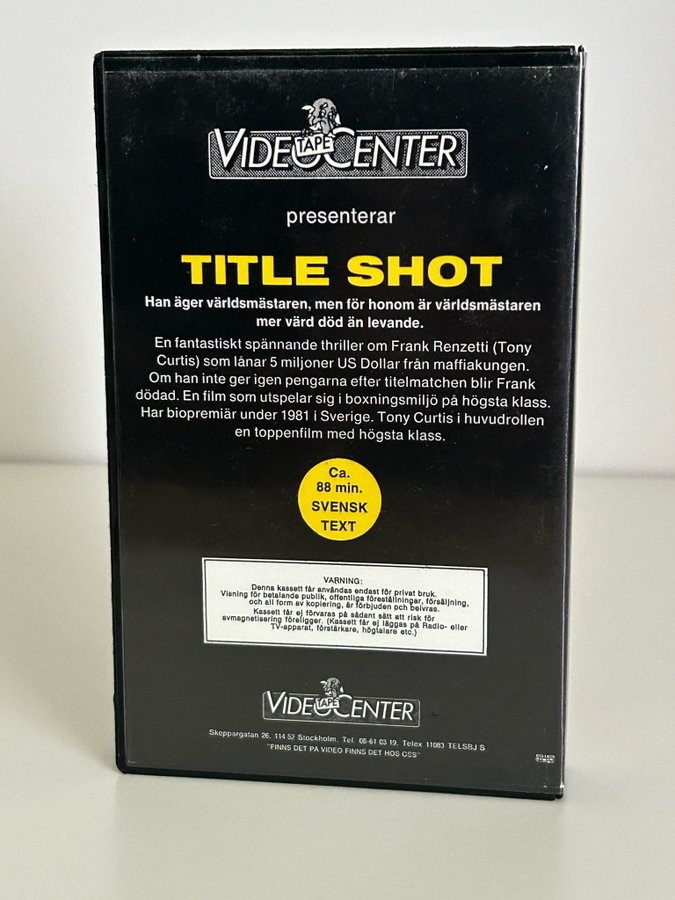 VIDEO TAPE CENTER
presenterar
TITLE SHOT
Han äger världsmästaren, men för honom är världsmästaren
mer värd död än levande.
En fantastiskt spännande thriller om Frank Renzetti (Tony
Curtis) som lånar 5 miljoner US Dollar från maffiakungen.
Om han inte ger igen pengarna efter titelmatchen blir Frank
dödad. En film som utspelar sig i boxningsmiljö på högsta klass.
Har biopremiär under 1981 i Sverige. Tony Curtis i huvudrollen
en toppenfilm med högsta klass.
Ca.
88 min.
SVENSK
TEXT
VARNING:
Denna kassett får användas endast för privat bruk.
Visning för betalande publik, offentliga föreställningar, försäljning,
och all form av kopiering, är förbjuden och beivras.
Kassett får ej förvaras på sådant sätt att risk för
avmagnetisering föreligger. (Kassett får ej läggas på Radio- eller
TV-apparat, förstärkare, högtalare etc.)
VIDEO TAPE CENTER
Skeppargatan 26, 114 52 Stockholm. Tel. 08-61 03 19, Telex 11983 TELSBJ S
"FINNS DET PÅ VIDEO FINNS DET HOS OSS"